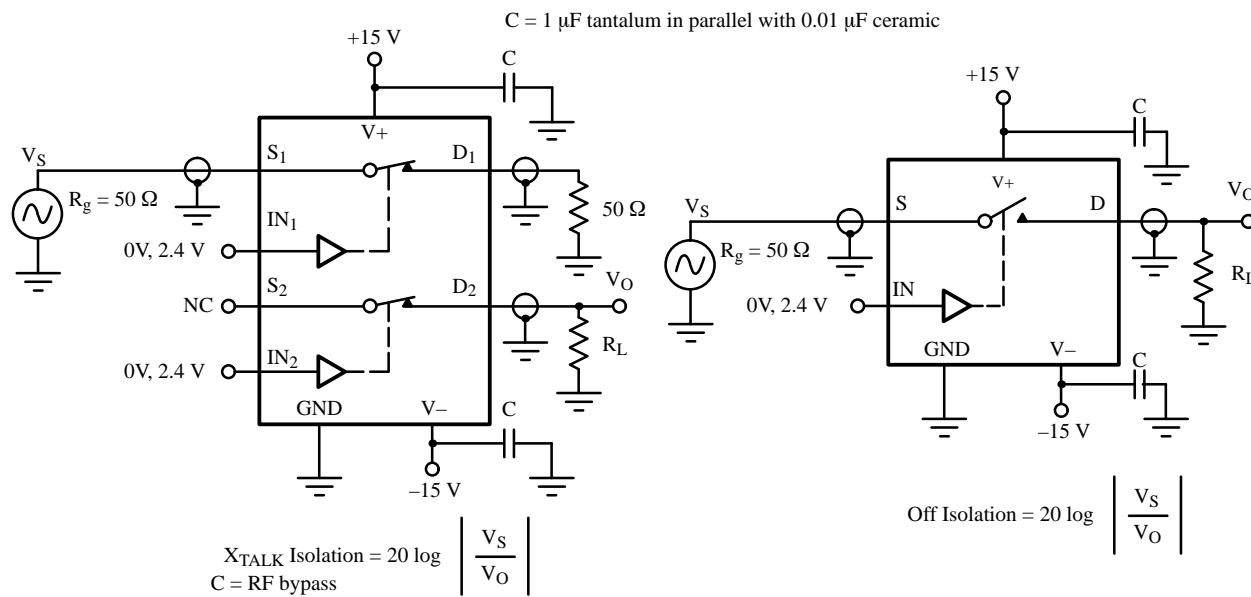 C = 1 μF tantalum in parallel with 0.01 μF ceramic
+15 V
C
V+
S1
D1
VS
Rg = 50 Ω
50 Ω
IN1
0V, 2.4 V
S2
D2
NC
VO
RL
IN2
0V, 2.4 V
GND
V–
C
–15 V
XTALK Isolation = 20 log | VS / VO |
C = RF bypass
+15 V
C
V+
S
D
VS
VO
Rg = 50 Ω
RL
IN
0V, 2.4 V
GND
V–
C
–15 V
Off Isolation = 20 log | VS / VO |